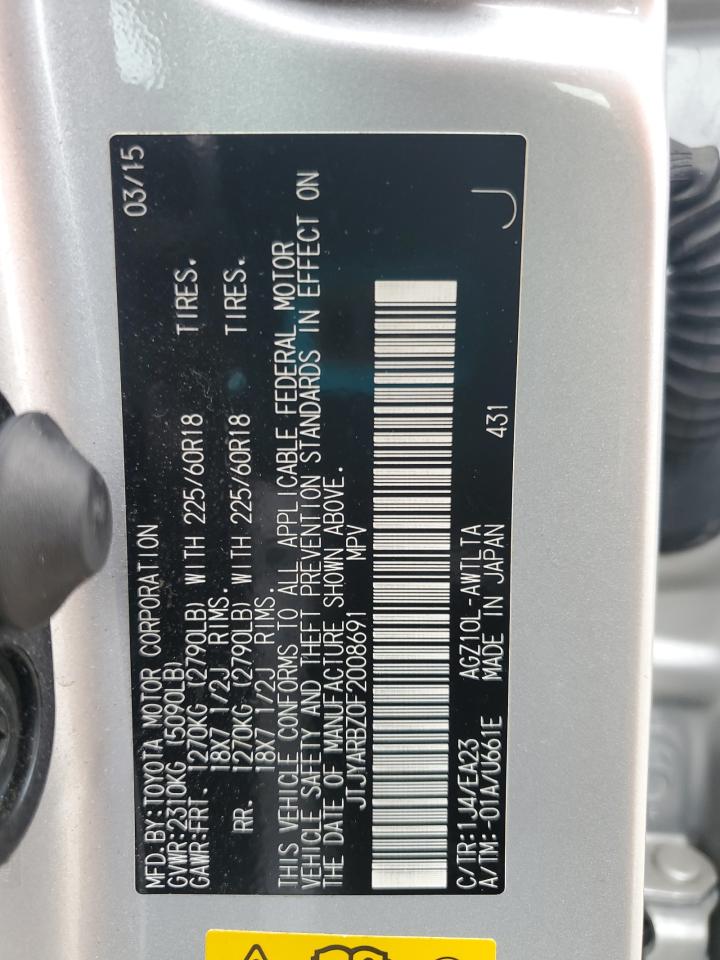 MFD.BY:TOYOTA MOTOR CORPORATION 03/15
GVWR:2310KG (5090LB)
GAWR:FRT. 1270KG (2790LB) WITH 225/60R18 TIRES.
18X7 1/2J RIMS.
RR. 1270KG (2790LB) WITH 225/60R18 TIRES.
18X7 1/2J RIMS.
THIS VEHICLE CONFORMS TO ALL APPLICABLE FEDERAL MOTOR
VEHICLE SAFETY AND THEFT PREVENTION STANDARDS IN EFFECT ON
THE DATE OF MANUFACTURE SHOWN ABOVE.
JTJYARBZ0F2008691 MPV
C/TR:1J4/EA23 AGZ10L-AWTLTA
A/TM:-01A/U661E MADE IN JAPAN 431 J